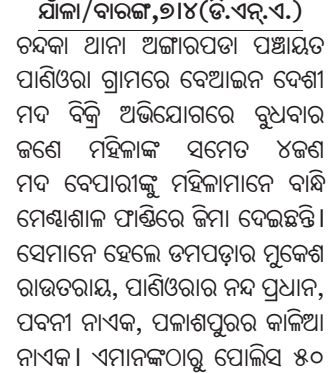 ଯାଁଳା/ବାରଙ୍ଗ,୭।୪(ଡି.ଏନ୍.ଏ.)
ଚନ୍ଦକା ଥାନା ଅଙ୍ଗାରପଡା ପଞ୍ଚାୟତ
ପାଣିଓରା ଗ୍ରାମରେ ବେଆଇନ ଦେଶୀ
ମଦ ବିକ୍ରି ଅଭିଯୋଗରେ ବୁଧବାର
ଜଣେ ମହିଳାଙ୍କ ସମେତ ୪ଜଣ
ମଦ ବେପାରୀଙ୍କୁ ମହିଳାମାନେ ବାନ୍ଧି
ମେଣ୍ଢାଶାଳ ଫାଣ୍ଡିରେ ଜିମା ଦେଇଛନ୍ତି।
ସେମାନେ ହେଲେ ଡମପଡ଼ାର ମୁକେଶ
ରାଉତରାୟ, ପାଣିଓରାର ନନ୍ଦ ପ୍ରଧାନ,
ପବନୀ ନାଏକ, ପଳାଶପୁରର କାଳିଆ
ନାଏକ। ଏମାନଙ୍କଠାରୁ ପୋଲିସ ୫୦